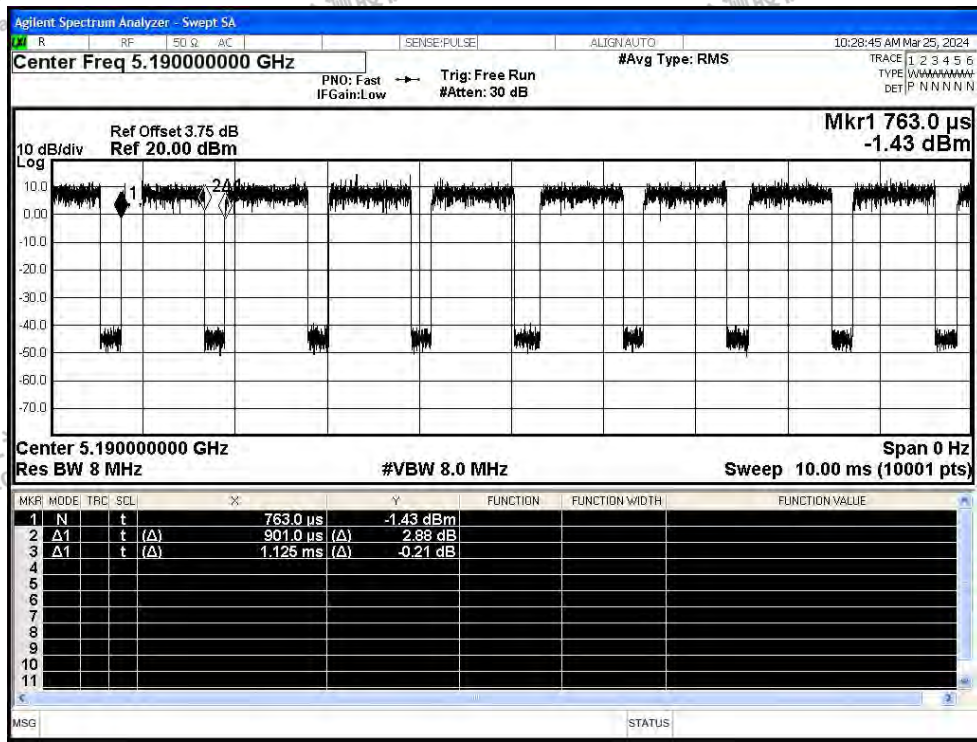 Agilent Spectrum Analyzer - Swept SA
LXI R RF 50 Ω AC SENSE:PULSE ALIGN AUTO 10:28:45 AM Mar 25, 2024
Center Freq 5.190000000 GHz
#Avg Type: RMS
TRACE 1 2 3 4 5 6
PNO: Fast Trig: Free Run
TYPE WWWWWW
IFGain:Low #Atten: 30 dB
DET P N N N N N
Mkr1 763.0 µs
Ref Offset 3.75 dB
10 dB/div Ref 20.00 dBm
-1.43 dBm
Log
10.0
1
2Δ1
0.00
-10.0
-20.0
-30.0
-40.0
-50.0
-60.0
-70.0
Center 5.190000000 GHz Span 0 Hz
Res BW 8 MHz #VBW 8.0 MHz Sweep 10.00 ms (10001 pts)
MKR MODE TRC SCL X Y FUNCTION FUNCTION WIDTH FUNCTION VALUE
1 N t 763.0 µs -1.43 dBm
2 Δ1 t (Δ) 901.0 µs (Δ) 2.88 dB
3 Δ1 t (Δ) 1.125 ms (Δ) -0.21 dB
4
5
6
7
8
9
10
11
MSG STATUS